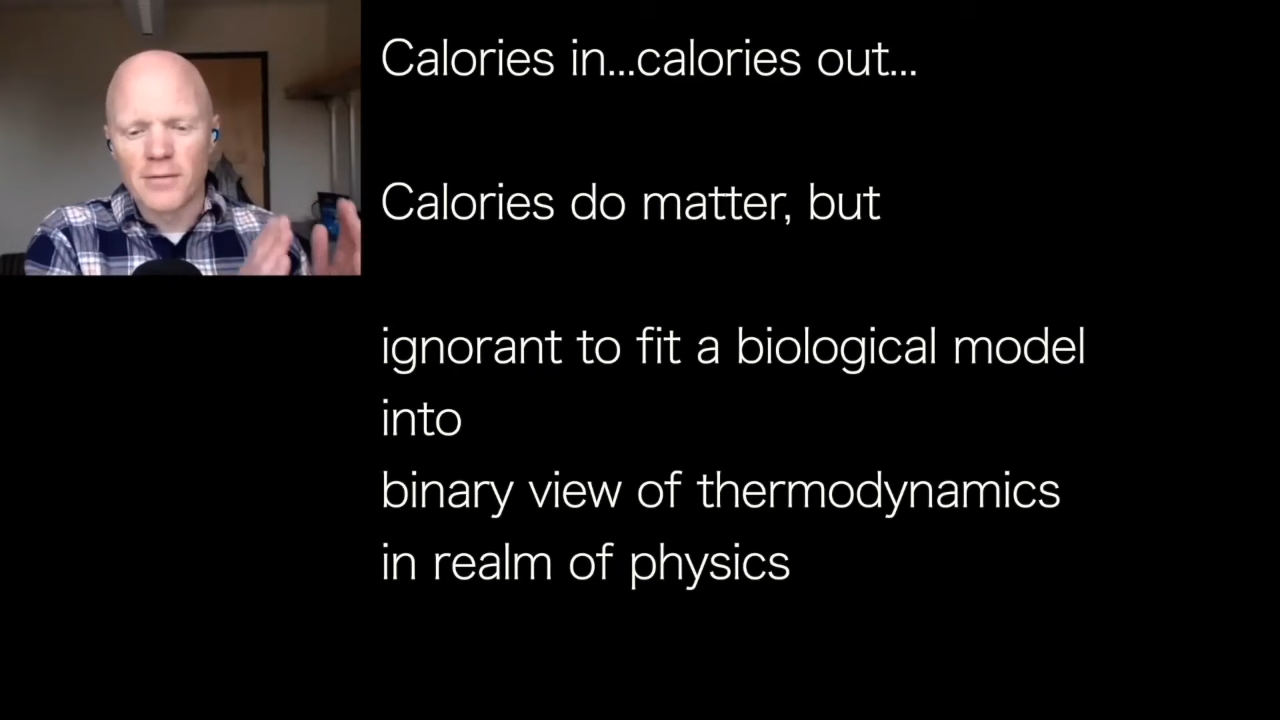 Calories in...calories out...
Calories do matter, but
ignorant to fit a biological model
into
binary view of thermodynamics
in realm of physics